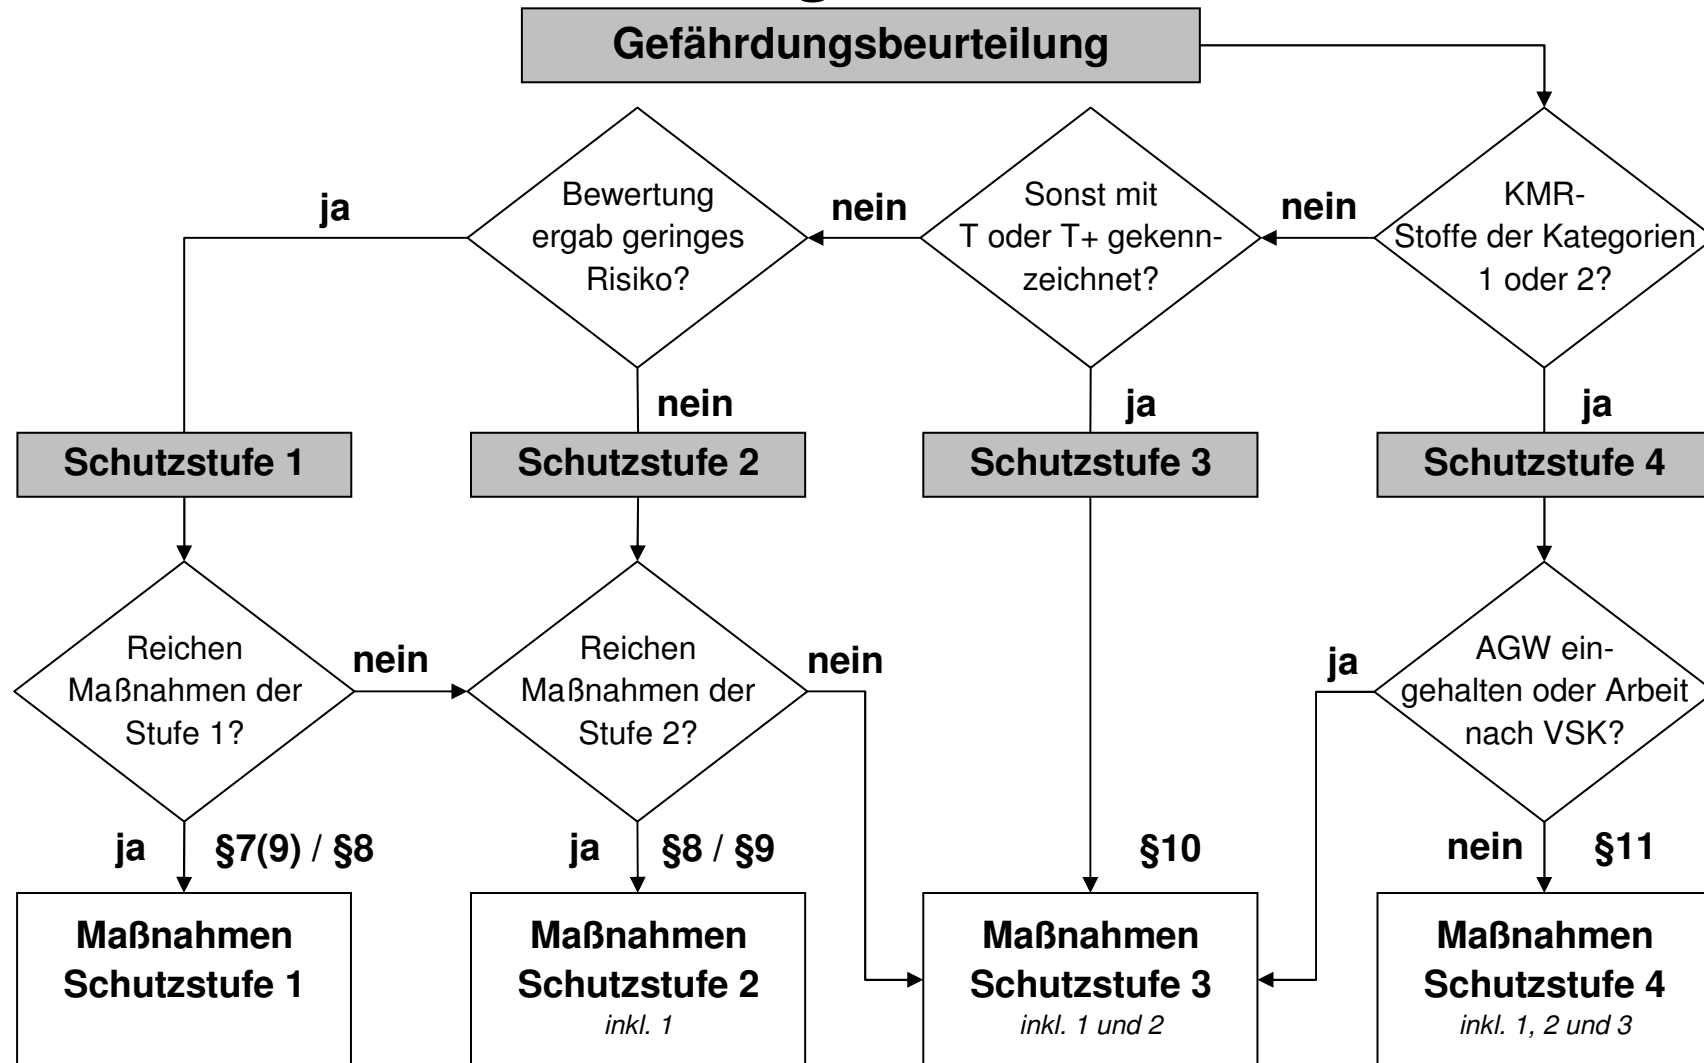 Gefährdungsbeurteilung
ja
Bewertung
ergab geringes
Risiko?
nein
Sonst mit
T oder T+ gekenn-
zeichnet?
nein
KMR-
Stoffe der Kategorien
1 oder 2?
nein
ja
ja
Schutzstufe 1
Schutzstufe 2
Schutzstufe 3
Schutzstufe 4
Reichen
Maßnahmen der
Stufe 1?
nein
Reichen
Maßnahmen der
Stufe 2?
nein
ja
AGW ein-
gehalten oder Arbeit
nach VSK?
ja
§7(9) / §8
ja
§8 / §9
§10
nein
§11
Maßnahmen
Schutzstufe 1
Maßnahmen
Schutzstufe 2
inkl. 1
Maßnahmen
Schutzstufe 3
inkl. 1 und 2
Maßnahmen
Schutzstufe 4
inkl. 1, 2 und 3